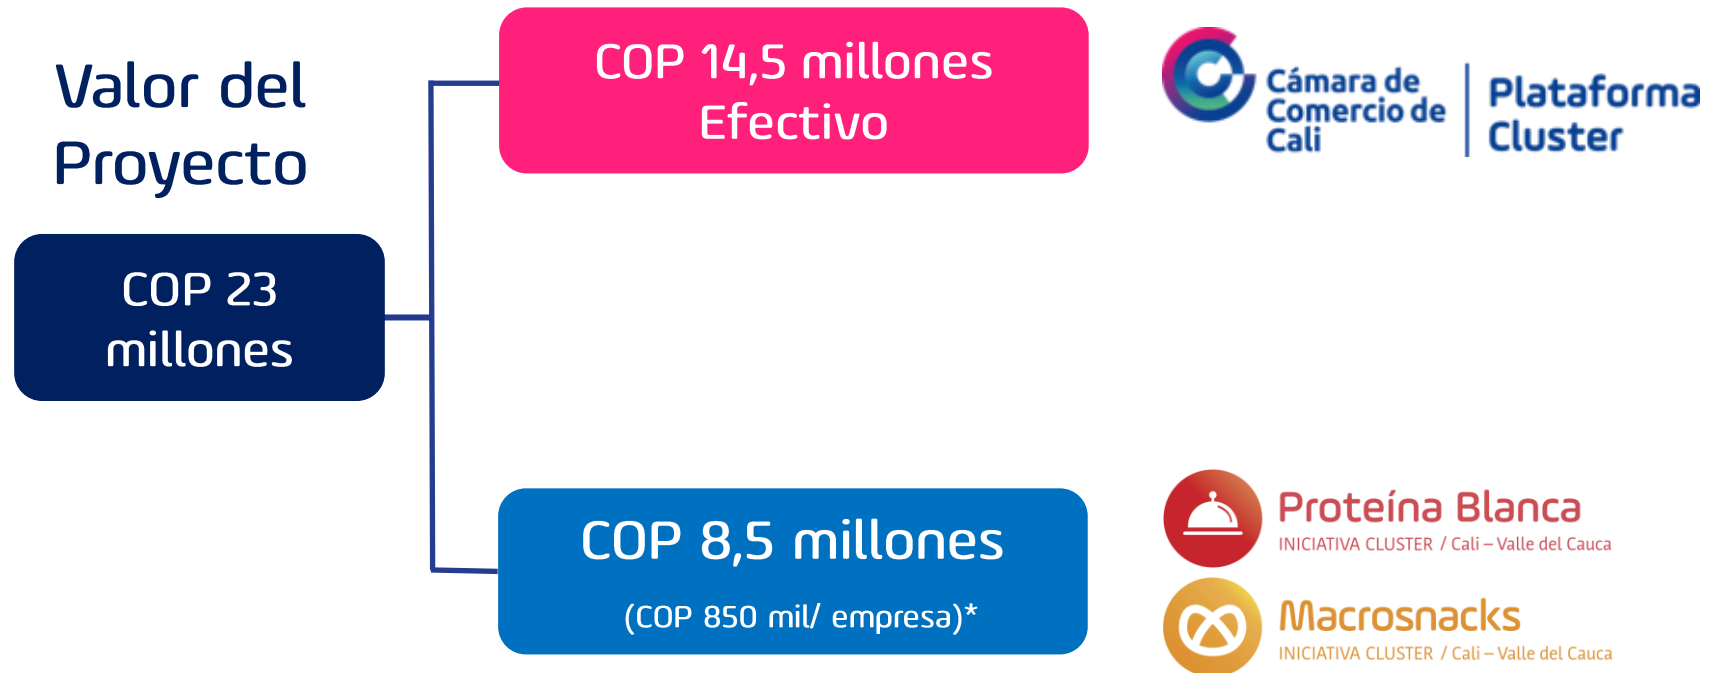 Valor del
Proyecto
COP 23
millones
COP 14,5 millones
Efectivo
Cámara de
Comercio de
Cali
Plataforma
Cluster
COP 8,5 millones
(COP 850 mil/ empresa)*
Proteína Blanca
INICIATIVA CLUSTER / Cali – Valle del Cauca
Macrosnacks
INICIATIVA CLUSTER / Cali – Valle del Cauca